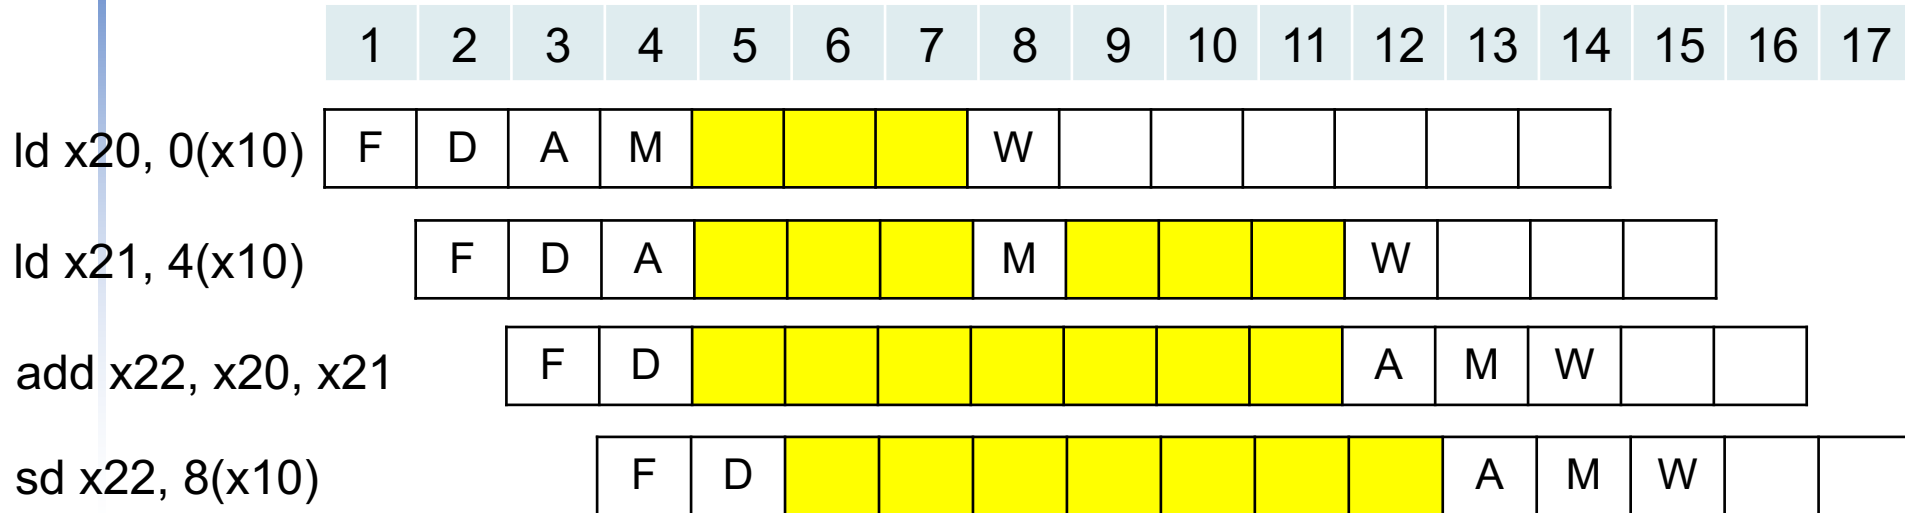 1 2 3 4 5 6 7 8 9 10 11 12 13 14 15 16 17
ld x20, 0(x10) F D A M W
ld x21, 4(x10) F D A M W
add x22, x20, x21 F D A M W
sd x22, 8(x10) F D A M W